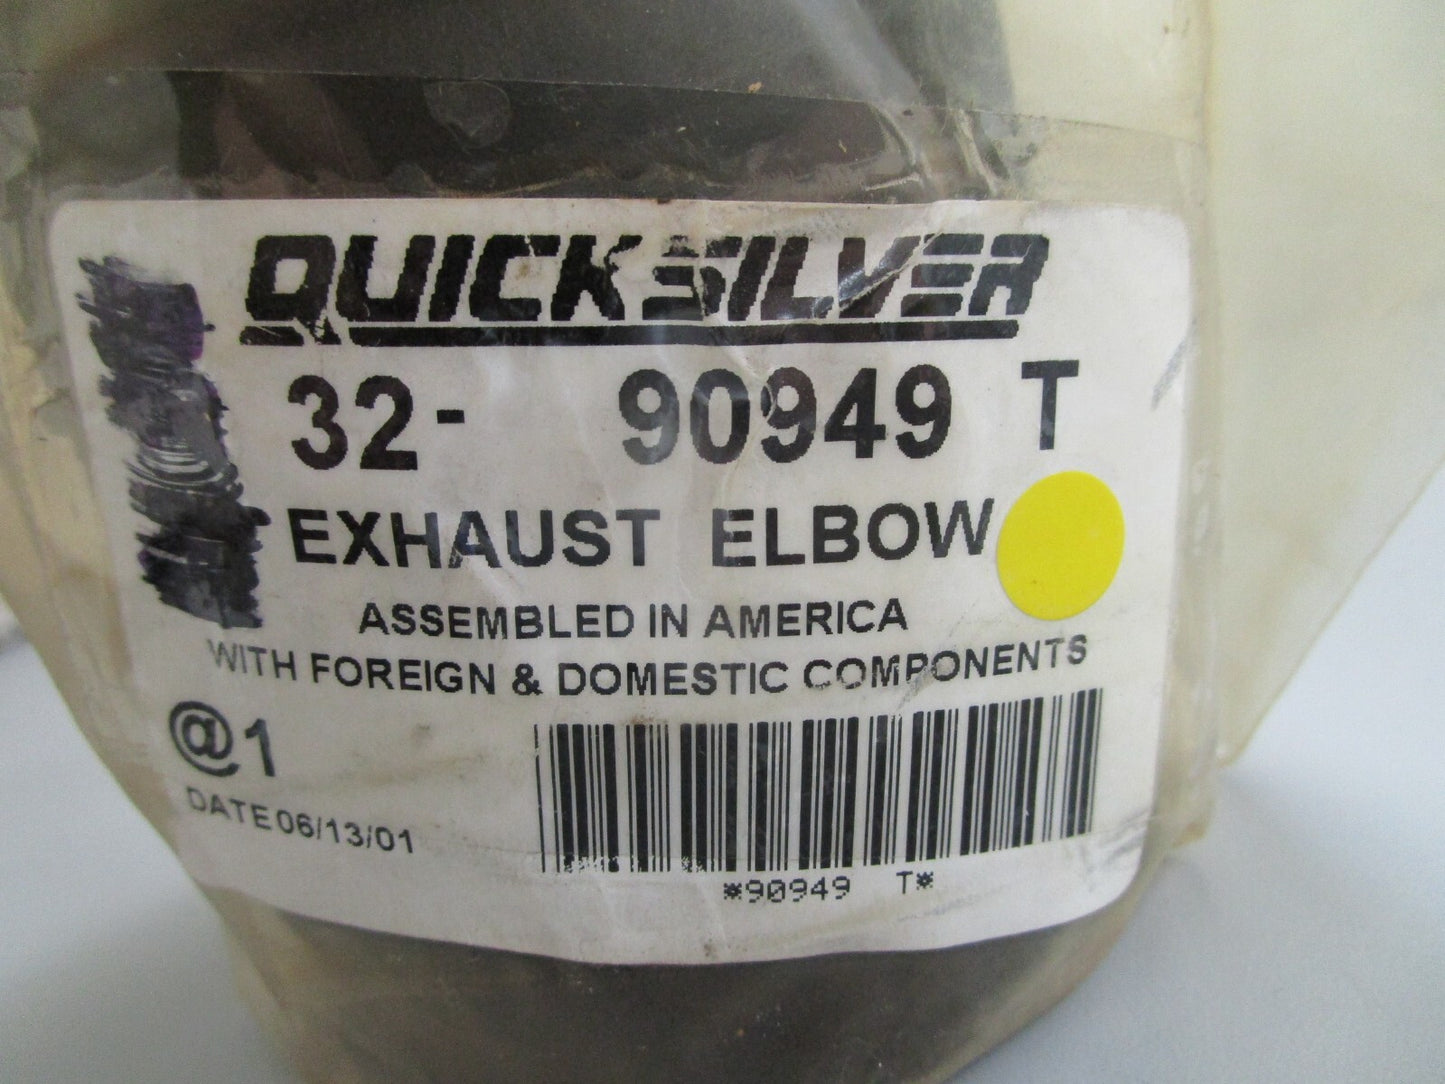 QUICKSILVER
32- 90949 T
EXHAUST ELBOW
ASSEMBLED IN AMERICA
WITH FOREIGN & DOMESTIC COMPONENTS
@1
DATE 06/13/01
*90949 T*